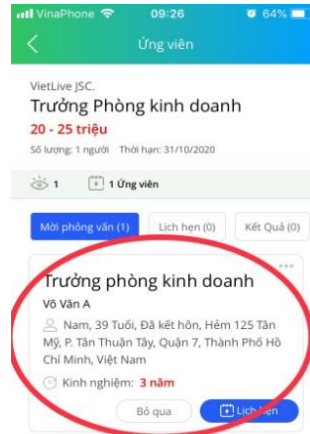 VinaPhone 09:26 64%
Ứng viên
VietLive JSC.
Trưởng Phòng kinh doanh
20 - 25 triệu
Số lượng: 1 người Thời hạn: 31/10/2020
1 1 Ứng viên
Mời phỏng vấn (1) Lịch hẹn (0) Kết Quả (0)
Trưởng phòng kinh doanh
Võ Văn A
Nam, 39 Tuổi, Đã kết hôn, Hẻm 125 Tân
Mỹ, P. Tân Thuận Tây, Quận 7, Thành Phố Hồ
Chí Minh, Việt Nam
Kinh nghiệm: 3 năm
Bỏ qua Lịch hẹn